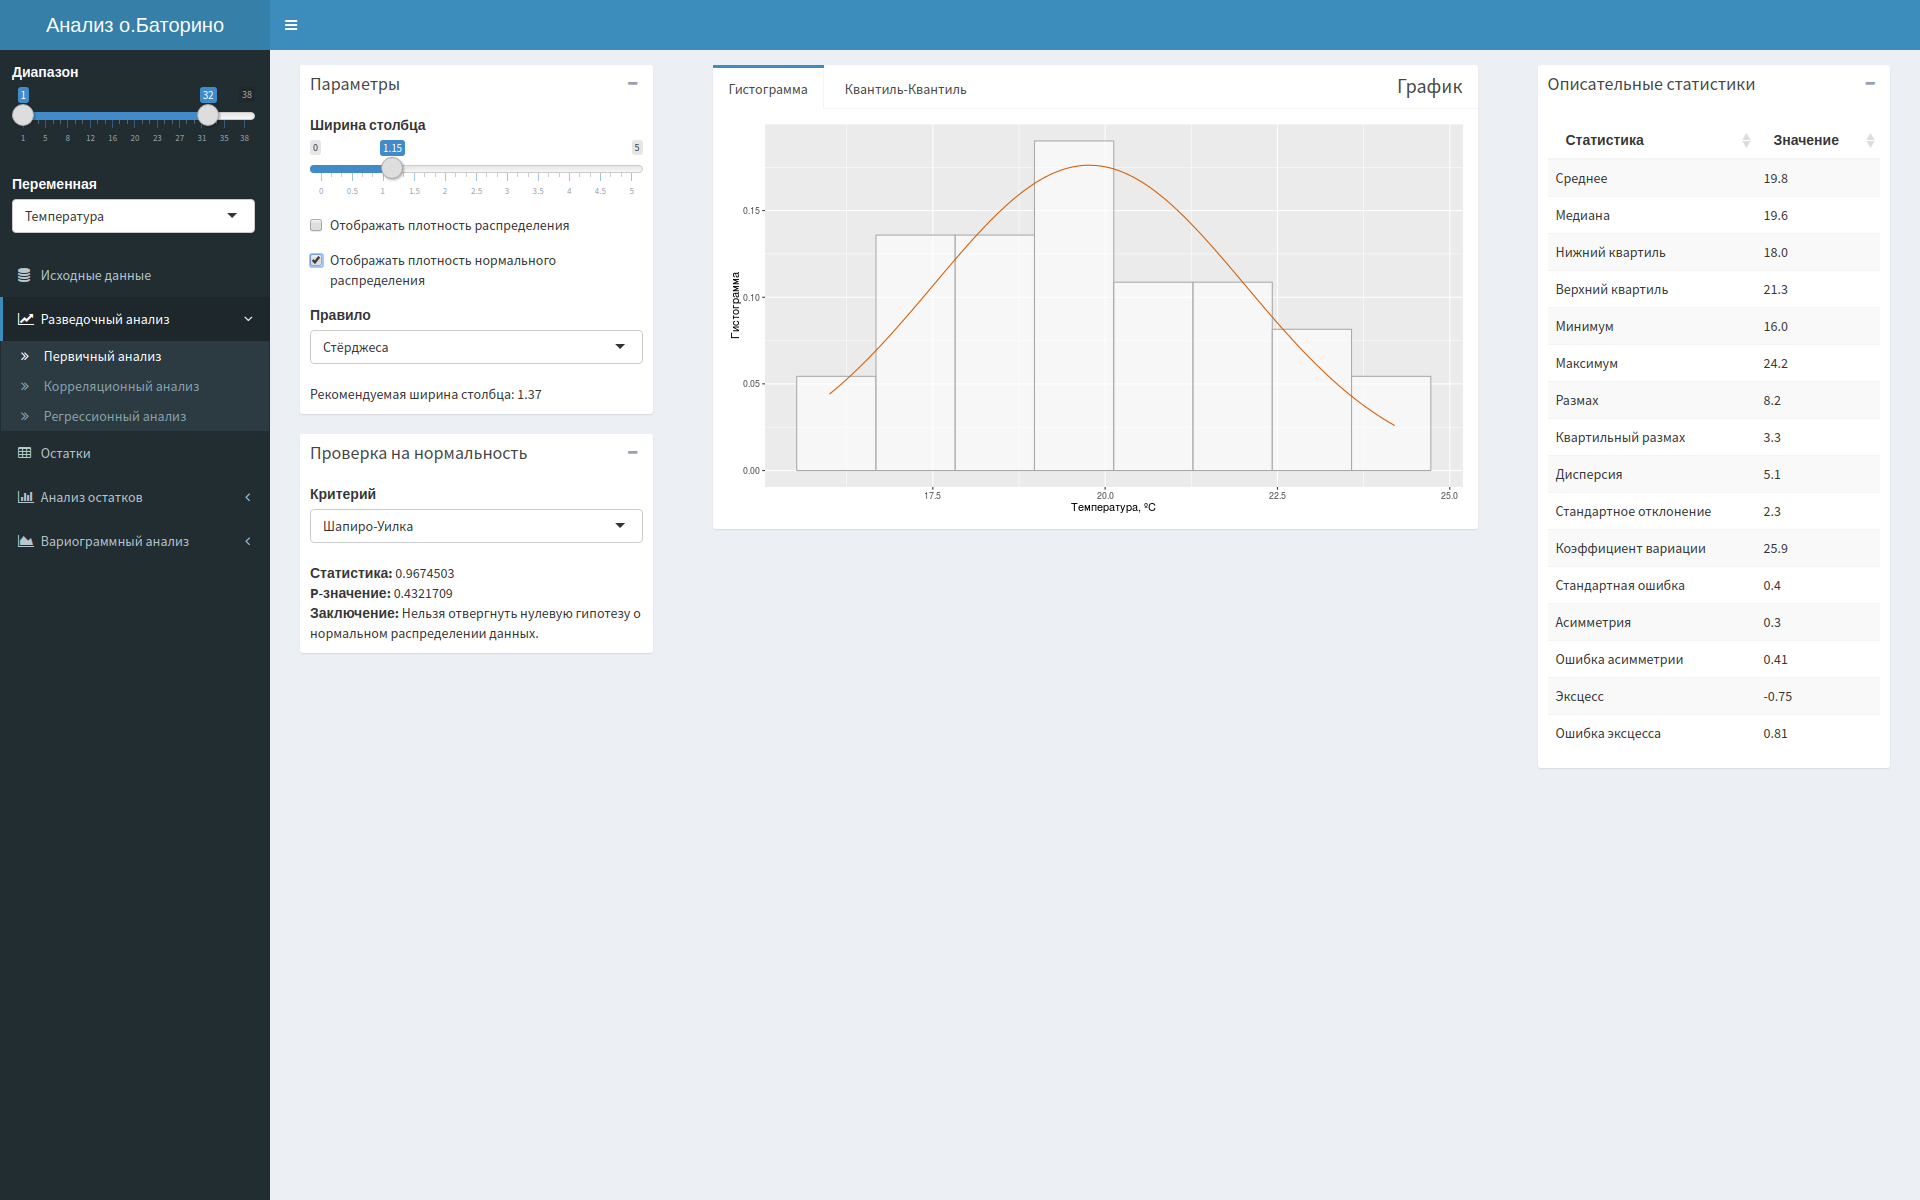 Анализ о.Баторино
Диапазон
1 32 38
1 5 8 12 16 20 23 27 31 35 38
Переменная
Температура
Исходные данные
Разведочный анализ
Первичный анализ
Корреляционный анализ
Регрессионный анализ
Остатки
Анализ остатков
Вариограммный анализ
Параметры
Ширина столбца
0 1.15 5
0 0.5 1 1.5 2 2.5 3 3.5 4 4.5 5
Отображать плотность распределения
Отображать плотность нормального
распределения
Правило
Стёрджеса
Рекомендуемая ширина столбца: 1.37
Проверка на нормальность
Критерий
Шапиро-Уилка
Статистика: 0.9674503
P-значение: 0.4321709
Заключение: Нельзя отвергнуть нулевую гипотезу о
нормальном распределении данных.
Гистограмма Квантиль-Квантиль График
Гистограмма
0.15
0.10
0.05
0.00
17.5 20.0 22.5 25.0
Температура, ºC
Описательные статистики
Статистика Значение
Среднее 19.8
Медиана 19.6
Нижний квартиль 18.0
Верхний квартиль 21.3
Минимум 16.0
Максимум 24.2
Размах 8.2
Квартильный размах 3.3
Дисперсия 5.1
Стандартное отклонение 2.3
Коэффициент вариации 25.9
Стандартная ошибка 0.4
Асимметрия 0.3
Ошибка асимметрии 0.41
Эксцесс -0.75
Ошибка эксцесса 0.81